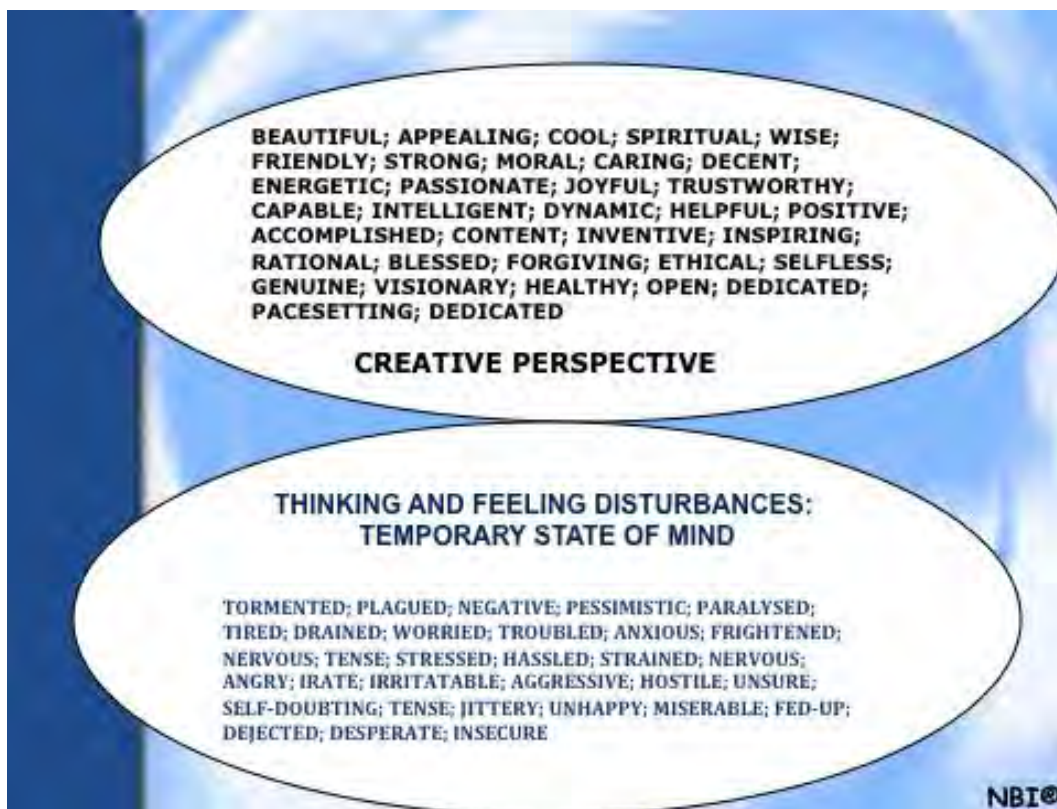 BEAUTIFUL; APPEALING; COOL; SPIRITUAL; WISE;
FRIENDLY; STRONG; MORAL; CARING; DECENT;
ENERGETIC; PASSIONATE; JOYFUL; TRUSTWORTHY;
CAPABLE; INTELLIGENT; DYNAMIC; HELPFUL; POSITIVE;
ACCOMPLISHED; CONTENT; INVENTIVE; INSPIRING;
RATIONAL; BLESSED; FORGIVING; ETHICAL; SELFLESS;
GENUINE; VISIONARY; HEALTHY; OPEN; DEDICATED;
PACESETTING; DEDICATED
CREATIVE PERSPECTIVE
THINKING AND FEELING DISTURBANCES:
TEMPORARY STATE OF MIND
TORMENTED; PLAGUED; NEGATIVE; PESSIMISTIC; PARALYSED;
TIRED; DRAINED; WORRIED; TROUBLED; ANXIOUS; FRIGHTENED;
NERVOUS; TENSE; STRESSED; HASSLED; STRAINED; NERVOUS;
ANGRY; IRATE; IRRITATABLE; AGGRESSIVE; HOSTILE; UNSURE;
SELF-DOUBTING; TENSE; JITTERY; UNHAPPY; MISERABLE; FED-UP;
DEJECTED; DESPERATE; INSECURE
NBI®